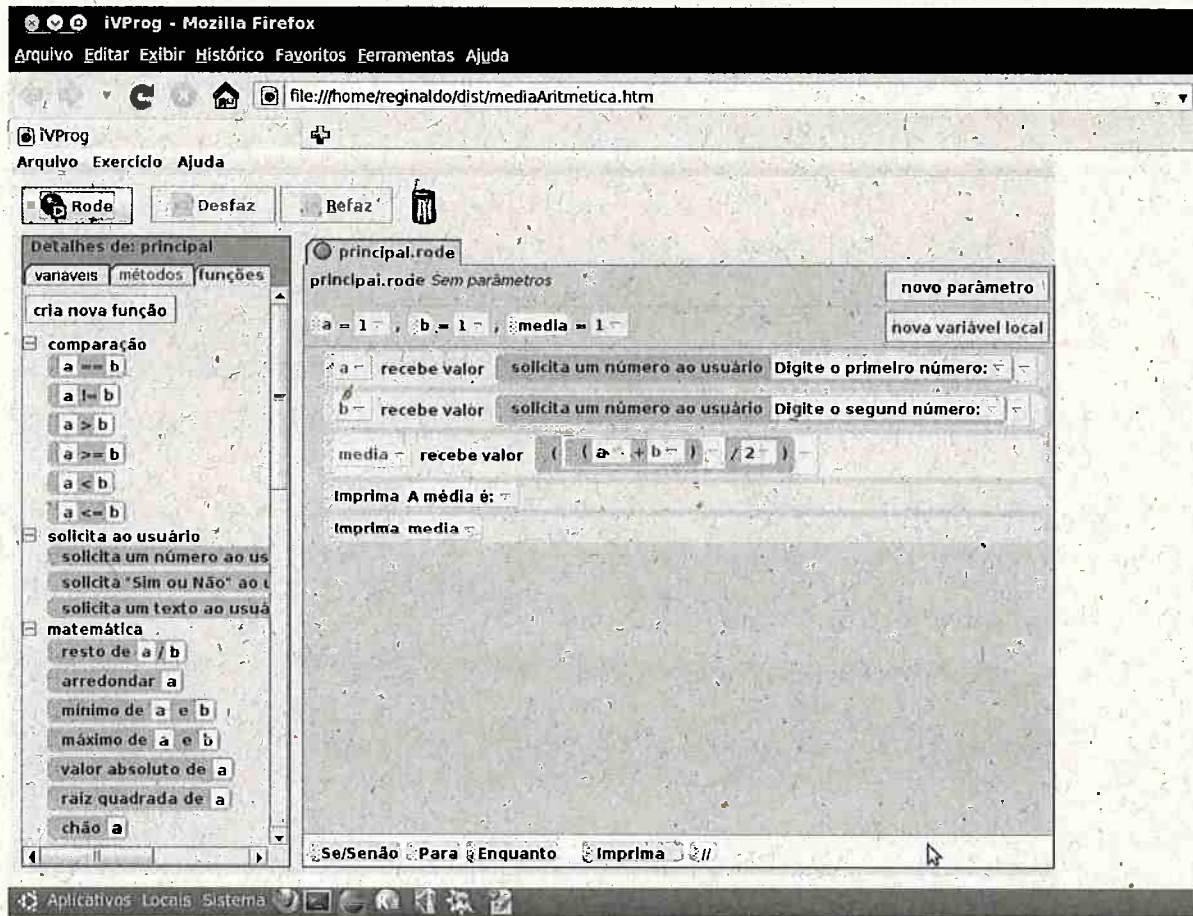 iVProg - Mozilla Firefox
Arquivo Editar Exibir Histórico Favoritos Ferramentas Ajuda
file:///home/reginaldo/dist/mediaAritmetica.htm
iVProg
Arquivo Exercício Ajuda
Rode Desfaz Refaz
Detalhes de: principal
variáveis métodos funções
cria nova função
comparação
a == b
a != b
a > b
a >= b
a < b
a <= b
solicita ao usuário
solicita um número ao us
solicita "Sim ou Não" ao u
solicita um texto ao usuá
matemática
resto de a / b
arredondar a
mínimo de a e b
máximo de a e b
valor absoluto de a
raiz quadrada de a
chão a
principal.rode
principal.rode Sem parâmetros
novo parâmetro
a = 1 , b = 1 , media = 1
nova variável local
a recebe valor solicita um número ao usuário Digite o primeiro número:
b recebe valor solicita um número ao usuário Digite o segund número:
media recebe valor ( ( a + b ) / 2 )
Imprima A média é:
Imprima media
Se/Senão Para Enquanto Imprima //
Aplicativos Locais Sistema